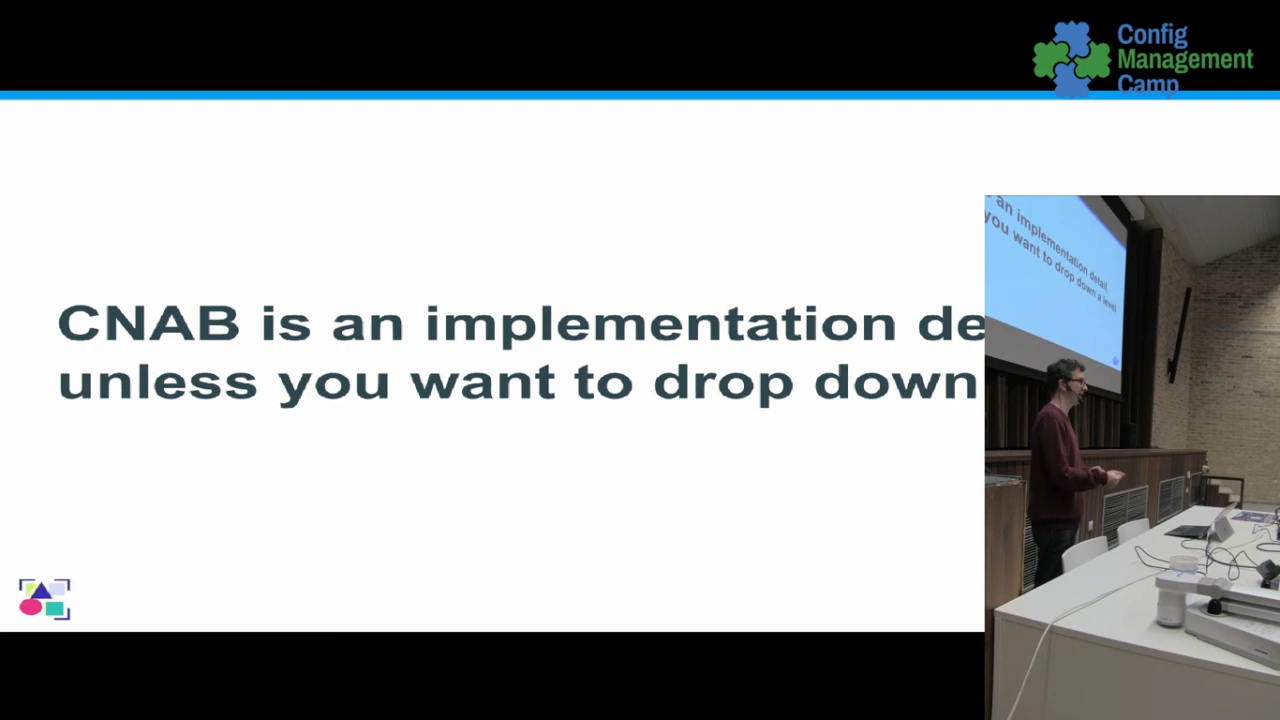 Config
Management
Camp
CNAB is an implementation de
unless you want to drop down
an implementation detail,
you want to drop down a level